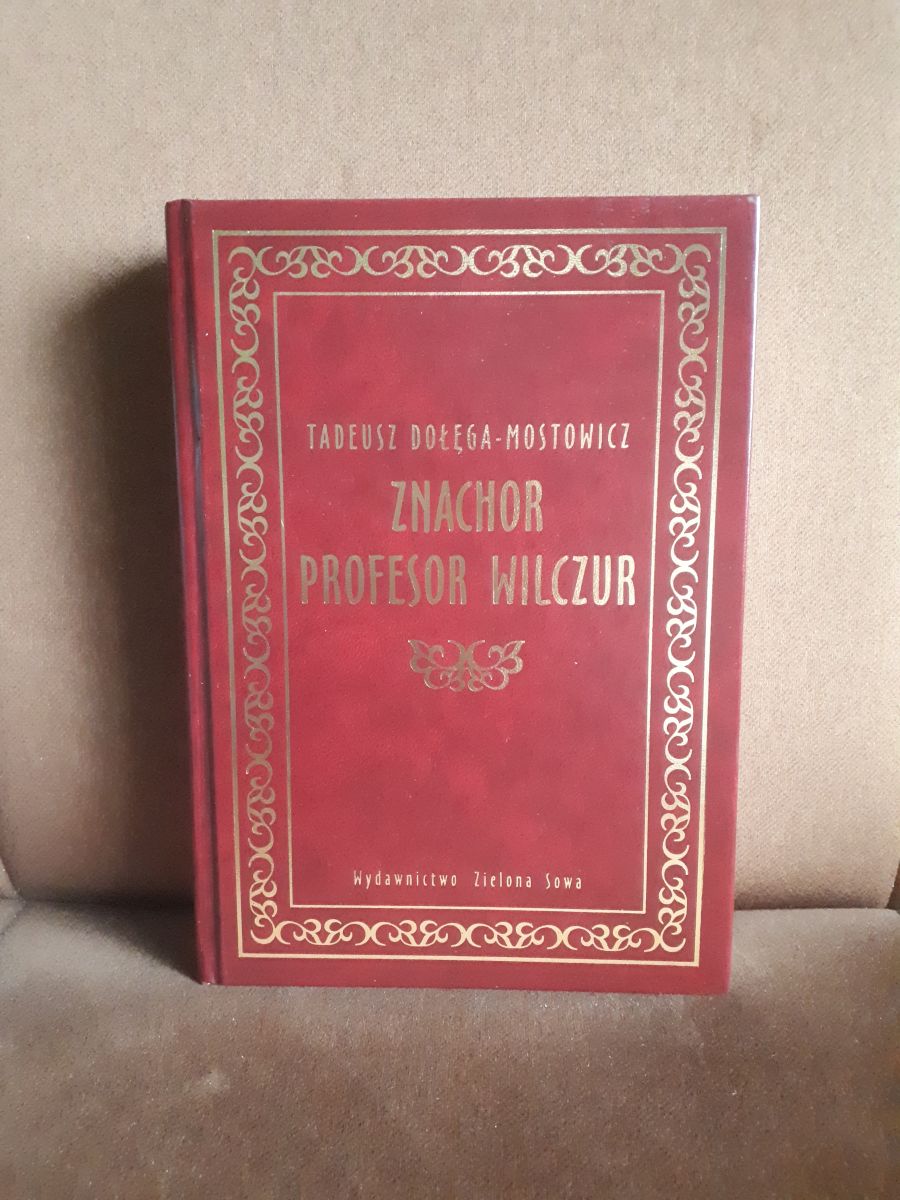 TADEUSZ DOŁĘGA-MOSTOWICZ
ZNACHOR
PROFESOR WILCZUR
Wydawnictwo Zielona Sowa